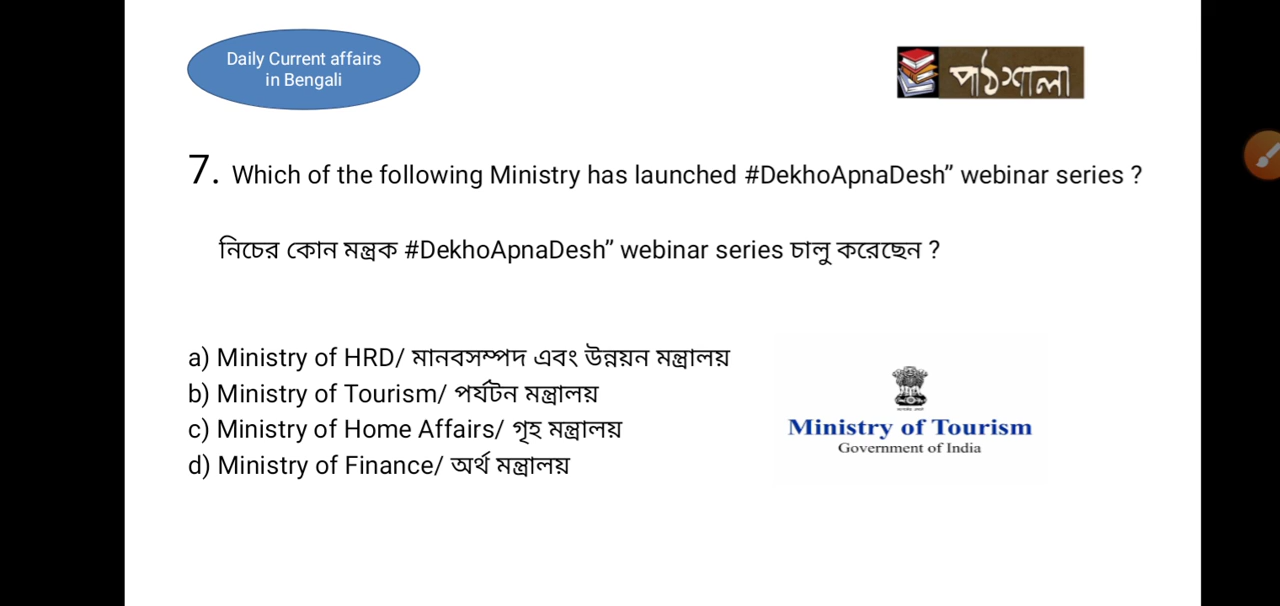 Daily Current affairs
in Bengali
পাঠশালা
7. Which of the following Ministry has launched #DekhoApnaDesh” webinar series ?
নিচের কোন মন্ত্রক #DekhoApnaDesh” webinar series চালু করেছেন ?
a) Ministry of HRD/ মানবসম্পদ এবং উন্নয়ন মন্ত্রালয়
b) Ministry of Tourism/ পর্যটন মন্ত্রালয়
c) Ministry of Home Affairs/ গৃহ মন্ত্রালয়
d) Ministry of Finance/ অর্থ মন্ত্রালয়
Ministry of Tourism
Government of India